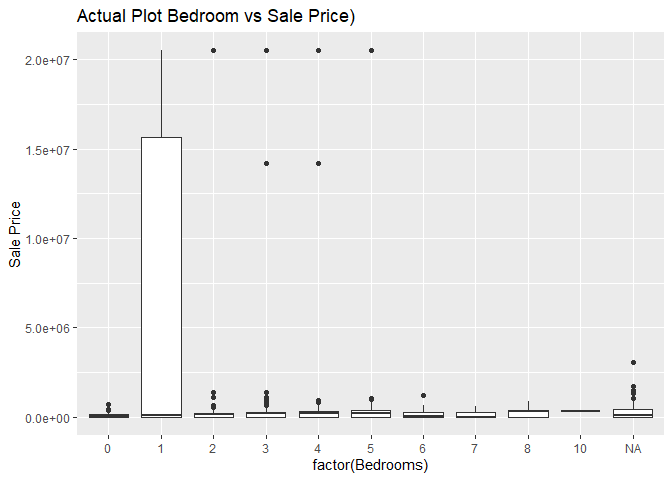 Actual Plot Bedroom vs Sale Price)
2.0e+07
1.5e+07
1.0e+07
5.0e+06
0.0e+00
Sale Price
0 1 2 3 4 5 6 7 8 10 NA
factor(Bedrooms)